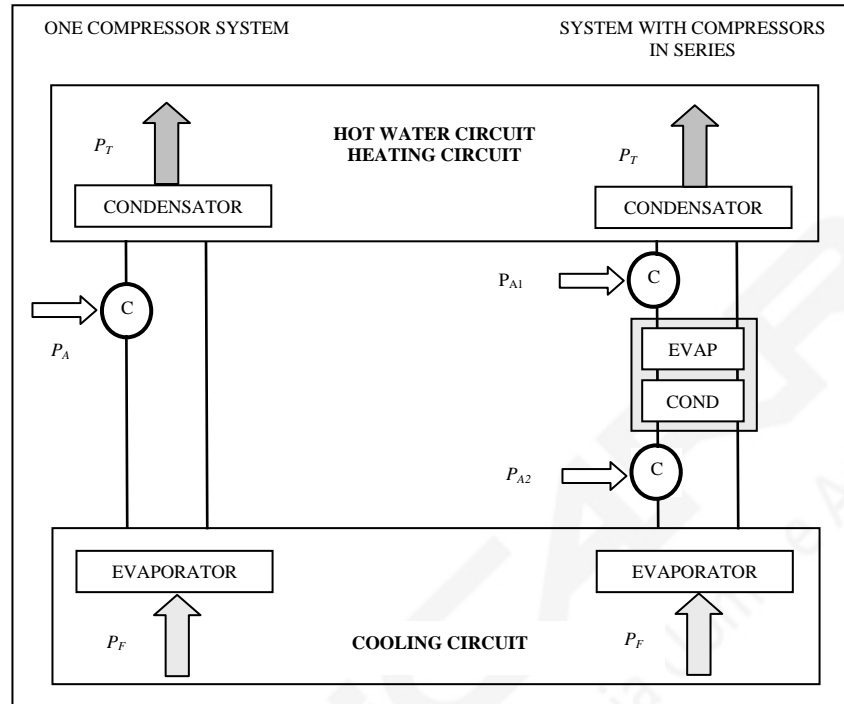 ONE COMPRESSOR SYSTEM
SYSTEM WITH COMPRESSORS
IN SERIES
HOT WATER CIRCUIT
HEATING CIRCUIT
P_T
P_T
CONDENSATOR
CONDENSATOR
P_A1
C
C
P_A
EVAP
COND
P_A2
C
EVAPORATOR
EVAPORATOR
P_F
COOLING CIRCUIT
P_F